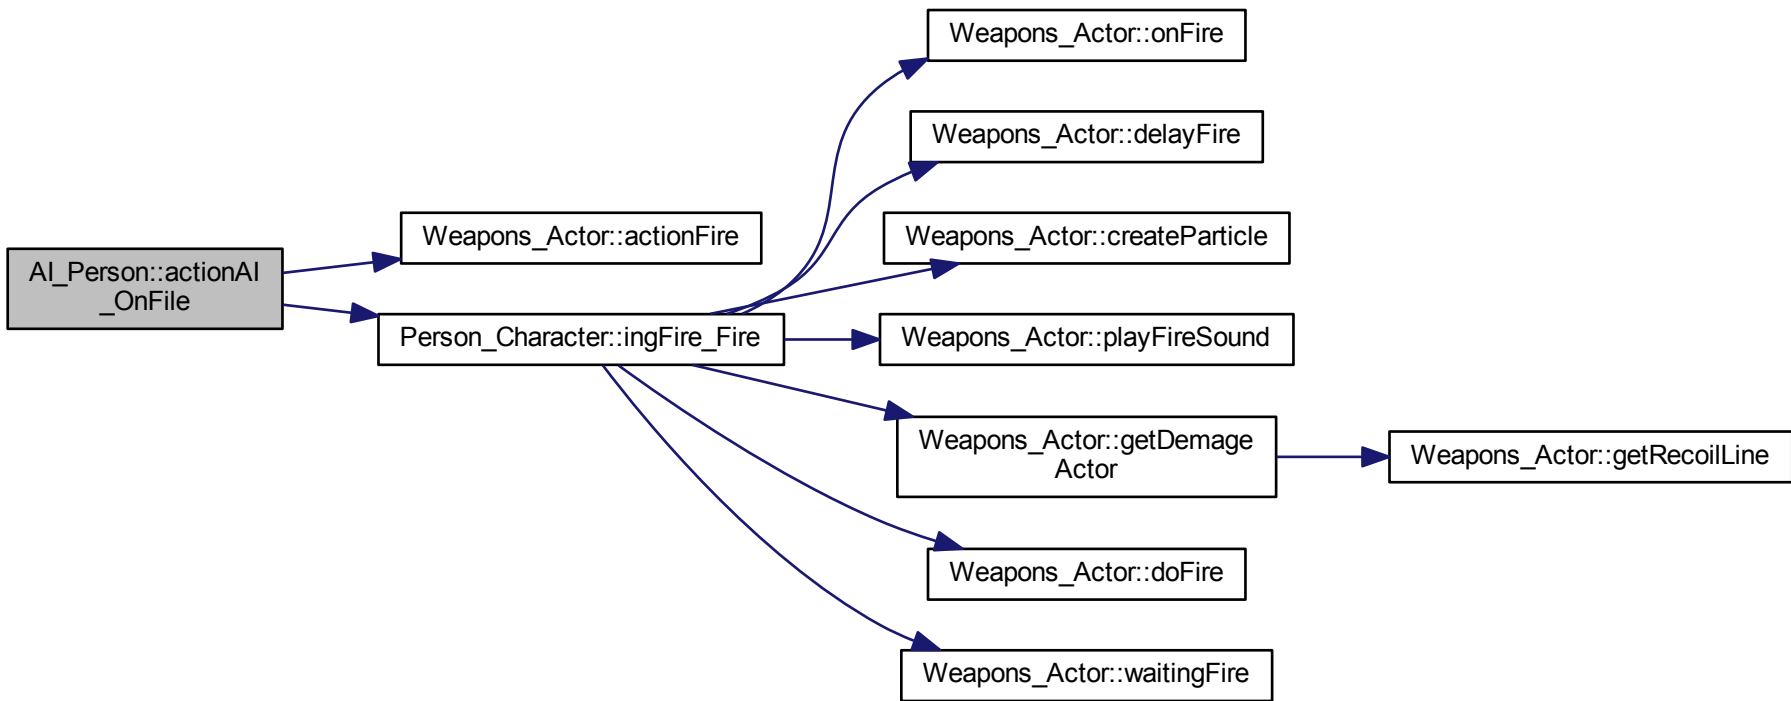 Weapons_Actor::onFire
Weapons_Actor::delayFire
Weapons_Actor::actionFire
Weapons_Actor::createParticle
AI_Person::actionAI
_OnFile
Person_Character::ingFire_Fire
Weapons_Actor::playFireSound
Weapons_Actor::getDemage
Actor
Weapons_Actor::getRecoilLine
Weapons_Actor::doFire
Weapons_Actor::waitingFire